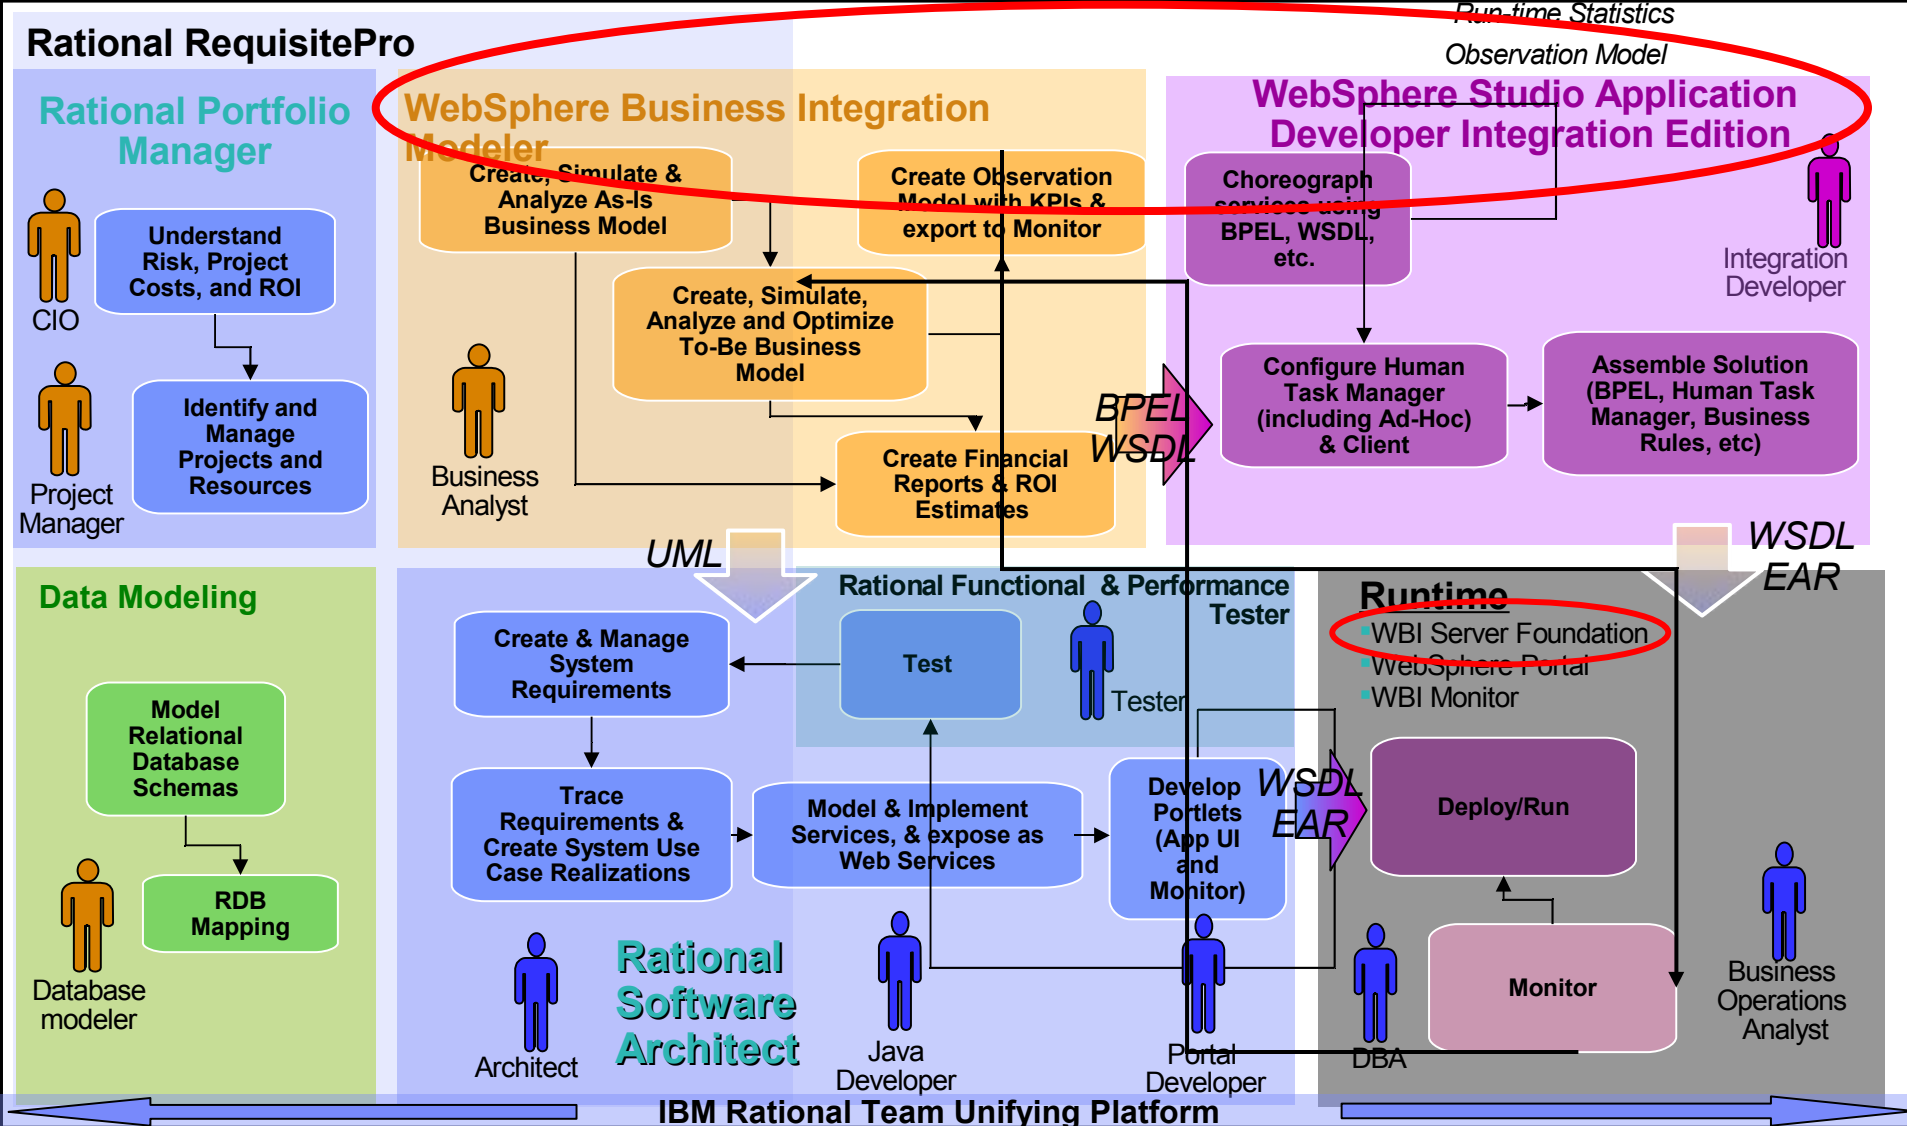 Run-time Statistics
Observation Model
Rational RequisitePro
Rational Portfolio
Manager
CIO
Understand
Risk, Project
Costs, and ROI
Project
Manager
Identify and
Manage
Projects and
Resources
WebSphere Business Integration
Modeler
Create, Simulate &
Analyze As-Is
Business Model
Create Observation
Model with KPIs &
export to Monitor
Create, Simulate,
Analyze and Optimize
To-Be Business
Model
Business
Analyst
Create Financial
Reports & ROI
Estimates
BPEL
WSDL
WebSphere Studio Application
Developer Integration Edition
Choreograph
services using
BPEL, WSDL,
etc.
Integration
Developer
Configure Human
Task Manager
(including Ad-Hoc)
& Client
Assemble Solution
(BPEL, Human Task
Manager, Business
Rules, etc)
UML
WSDL
EAR
Data Modeling
Model
Relational
Database
Schemas
RDB
Mapping
Database
modeler
Rational Functional & Performance
Tester
Create & Manage
System
Requirements
Test
Tester
Trace
Requirements &
Create System Use
Case Realizations
Model & Implement
Services, & expose as
Web Services
Develop
Portlets
(App UI
and
Monitor)
WSDL
EAR
Architect
Rational
Software
Architect
Java
Developer
Portal
Developer
Runtime
WBI Server Foundation
WebSphere Portal
WBI Monitor
Deploy/Run
Monitor
DBA
Business
Operations
Analyst
IBM Rational Team Unifying Platform